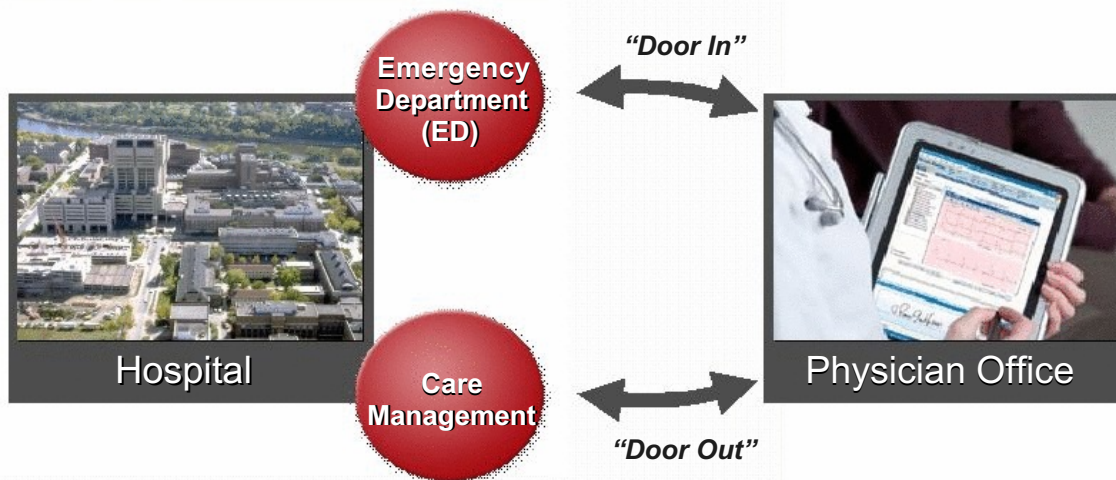 Emergency
Department
(ED)
“Door In”
Hospital
Physician Office
Care
Management
“Door Out”